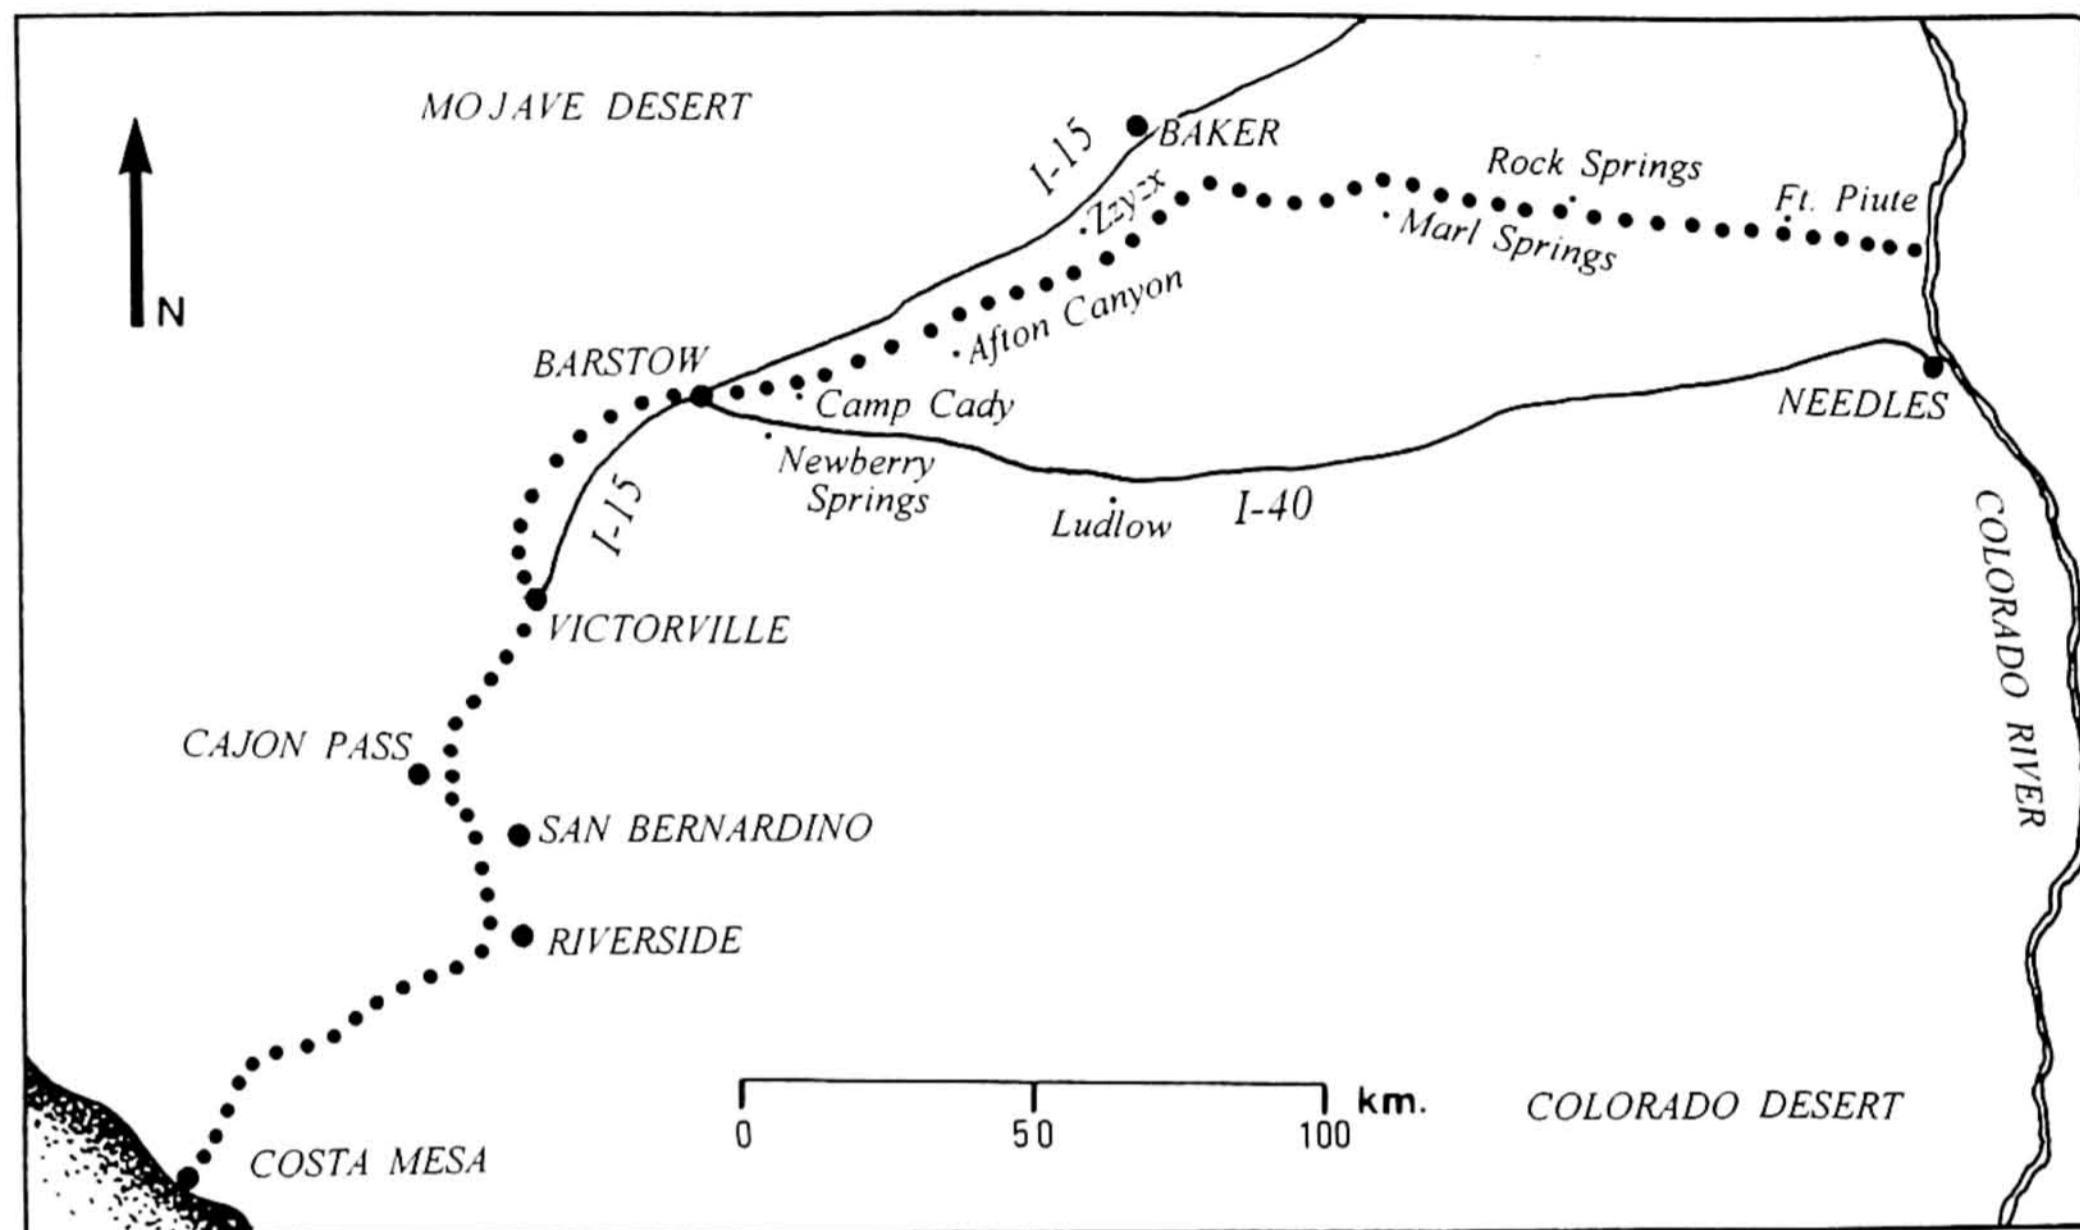 MOJAVE DESERT
I-15
BAKER
Zzy-x
Rock Springs
Ft. Piute
Marl Springs
N
Afton Canyon
BARSTOW
Camp Cady
NEEDLES
Newberry
Springs
I-15
Ludlow
I-40
COLORADO RIVER
VICTORVILLE
CAJON PASS
SAN BERNARDINO
RIVERSIDE
km.
0 50 100
COLORADO DESERT
COSTA MESA